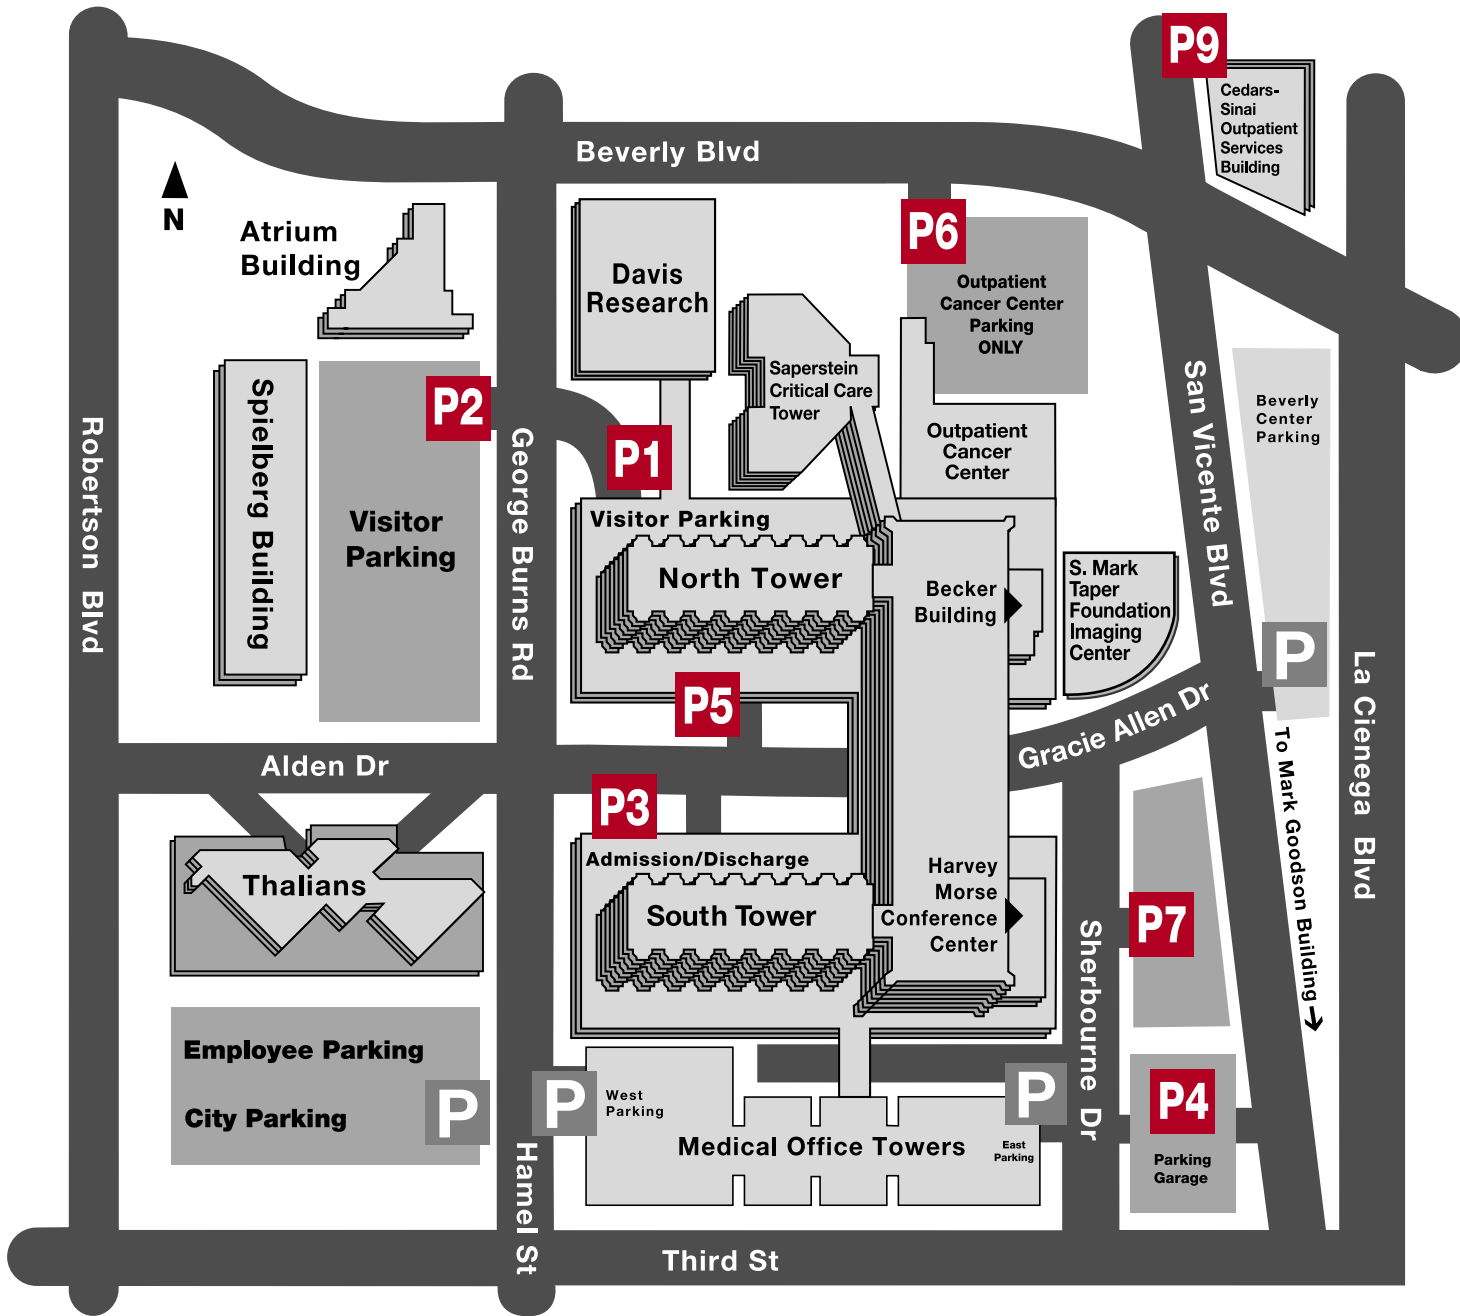 P9
Cedars-
Sinai
Outpatient
Services
Building
Beverly Blvd
N
Atrium
Building
Davis
Research
P6
Outpatient
Cancer Center
Parking
ONLY
Saperstein
Critical Care
Tower
San Vicente Blvd
Beverly
Center
Parking
P2
P1
Spielberg Building
Robertson Blvd
George Burns Rd
Visitor
Parking
Outpatient
Cancer
Center
Visitor Parking
North Tower
Becker
Building
S. Mark
Taper
Foundation
Imaging
Center
P
La Cienega Blvd
P5
Gracie Allen Dr
To Mark Goodson Building
Alden Dr
P3
Admission/Discharge
Thalians
South Tower
Harvey
Morse
Conference
Center
P7
Sherbourne Dr
Employee Parking
City Parking
P
P
West
Parking
Medical Office Towers
P
East
Parking
P4
Parking
Garage
Hamel St
Third St